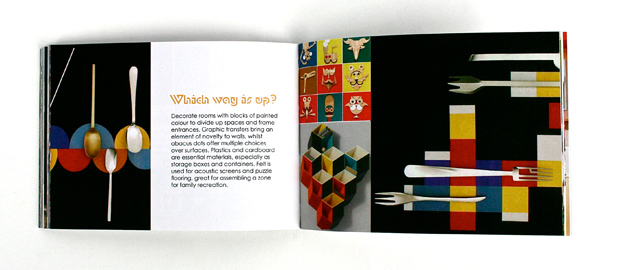 Which way is up?
Decorate rooms with blocks of painted
colour to divide up spaces and frame
entrances. Graphic transfers bring an
element of novelty to walls, whilst
abacus dots offer multiple choices
over surfaces. Plastics and cardboard
are essential materials, especially as
storage boxes and containers. Felt is
used for acoustic screens and puzzle
flooring, great for assembling a zone
for family recreation.